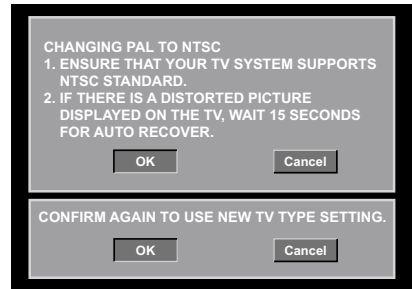 CHANGING PAL TO NTSC
1. ENSURE THAT YOUR TV SYSTEM SUPPORTS
NTSC STANDARD.
2. IF THERE IS A DISTORTED PICTURE
DISPLAYED ON THE TV, WAIT 15 SECONDS
FOR AUTO RECOVER.
OK Cancel
CONFIRM AGAIN TO USE NEW TV TYPE SETTING.
OK Cancel